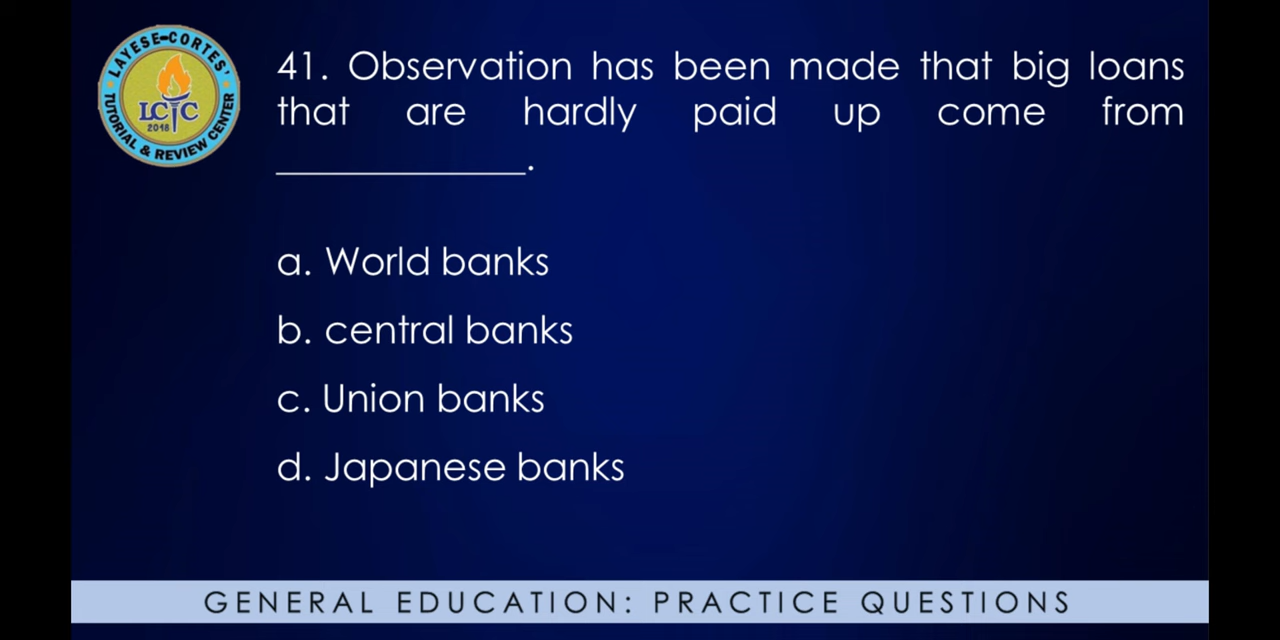 LAYESE-CORTES'
LCTC
2018
TUTORIAL & REVIEW CENTER
41. Observation has been made that big loans
that are hardly paid up come from
_______________.
a. World banks
b. central banks
c. Union banks
d. Japanese banks
GENERAL EDUCATION: PRACTICE QUESTIONS